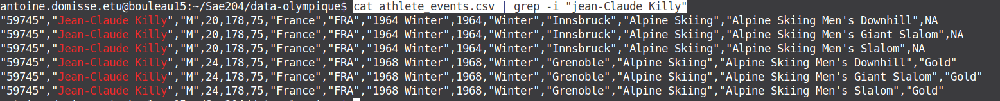 antoine.domisse.etu@bouleau15:~/Sae204/data-olympique$ cat athlete_events.csv | grep -i "jean-Claude Killy"
"59745","Jean-Claude Killy","M",20,178,75,"France","FRA","1964 Winter",1964,"Winter","Innsbruck","Alpine Skiing","Alpine Skiing Men's Downhill",NA
"59745","Jean-Claude Killy","M",20,178,75,"France","FRA","1964 Winter",1964,"Winter","Innsbruck","Alpine Skiing","Alpine Skiing Men's Giant Slalom",NA
"59745","Jean-Claude Killy","M",20,178,75,"France","FRA","1964 Winter",1964,"Winter","Innsbruck","Alpine Skiing","Alpine Skiing Men's Slalom",NA
"59745","Jean-Claude Killy","M",24,178,75,"France","FRA","1968 Winter",1968,"Winter","Grenoble","Alpine Skiing","Alpine Skiing Men's Downhill","Gold"
"59745","Jean-Claude Killy","M",24,178,75,"France","FRA","1968 Winter",1968,"Winter","Grenoble","Alpine Skiing","Alpine Skiing Men's Giant Slalom","Gold"
"59745","Jean-Claude Killy","M",24,178,75,"France","FRA","1968 Winter",1968,"Winter","Grenoble","Alpine Skiing","Alpine Skiing Men's Slalom","Gold"